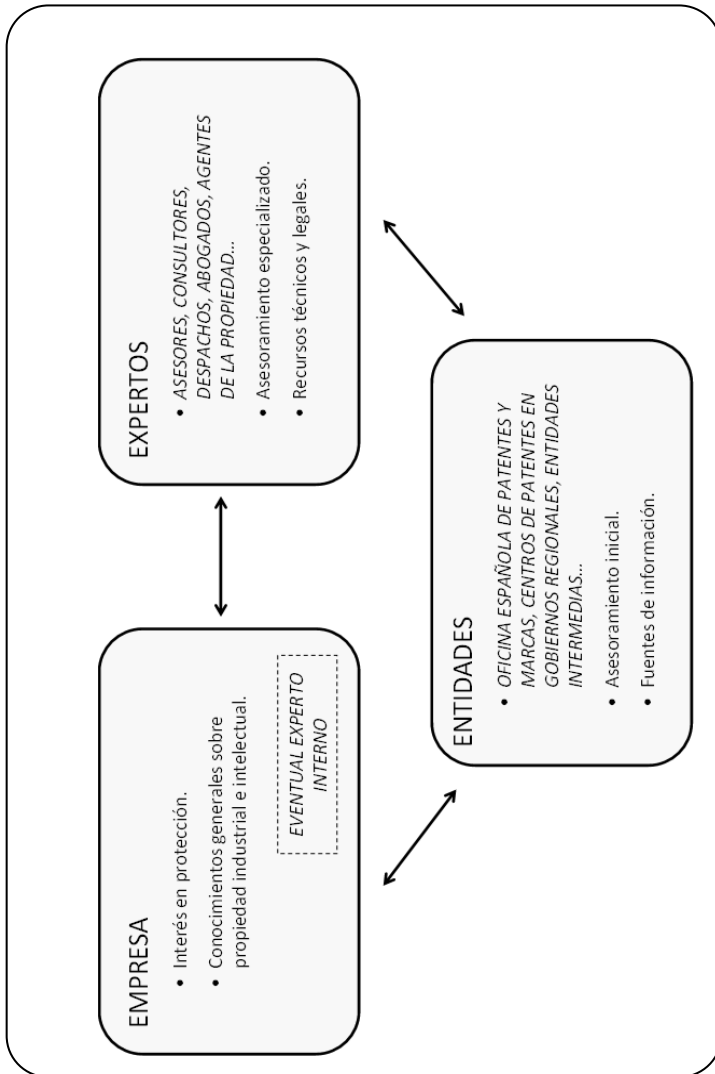 EMPRESA
• Interés en protección.
• Conocimientos generales sobre
propiedad industrial e intelectual.
EVENTUAL EXPERTO
INTERNO
EXPERTOS
• ASESORES, CONSULTORES,
DESPACHOS, ABOGADOS, AGENTES
DE LA PROPIEDAD...
• Asesoramiento especializado.
• Recursos técnicos y legales.
ENTIDADES
• OFICINA ESPAÑOLA DE PATENTES Y
MARCAS, CENTROS DE PATENTES EN
GOBIERNOS REGIONALES, ENTIDADES
INTERMEDIAS...
• Asesoramiento inicial.
• Fuentes de información.